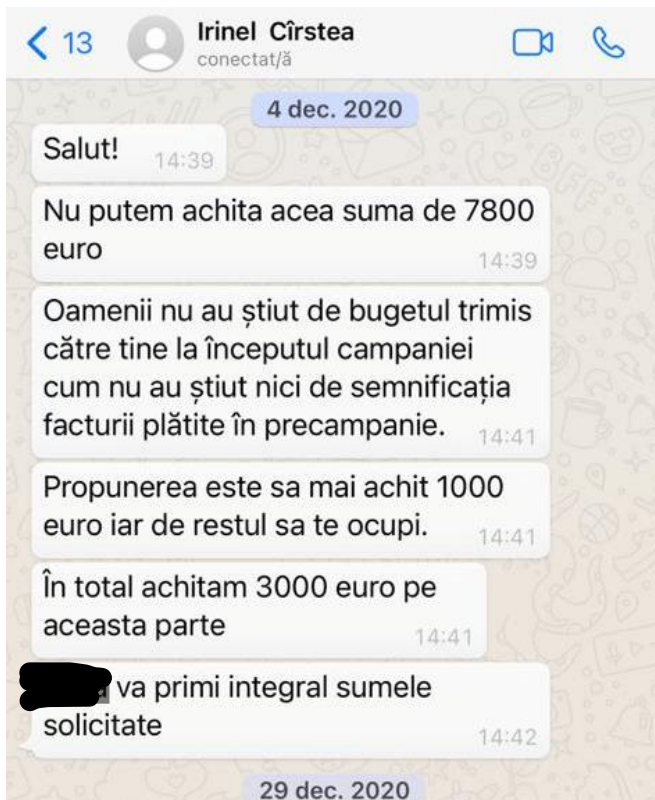 13
Irinel Cîrstea
conectat/ă
4 dec. 2020
Salut!
14:39
Nu putem achita acea suma de 7800
euro
14:39
Oamenii nu au știut de bugetul trimis
către tine la începutul campaniei
cum nu au știut nici de semnificația
facturii plătite în precampanie.
14:41
Propunerea este sa mai achit 1000
euro iar de restul sa te ocupi.
14:41
În total achitam 3000 euro pe
aceasta parte
14:41
va primi integral sumele
solicitate
14:42
29 dec. 2020